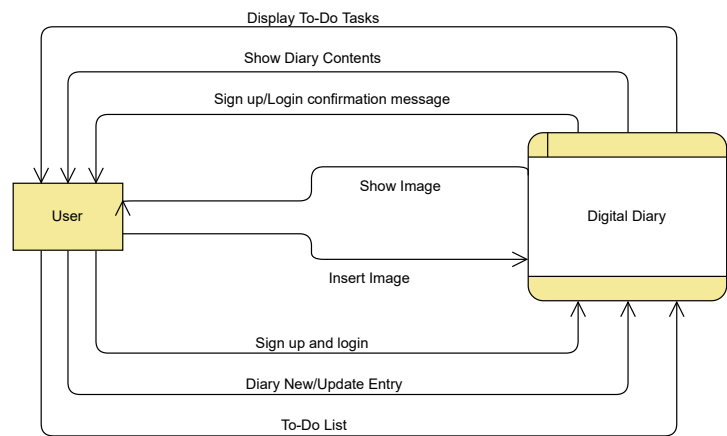 Display To-Do Tasks
Show Diary Contents
Sign up/Login confirmation message
Show Image
User
Digital Diary
Insert Image
Sign up and login
Diary New/Update Entry
To-Do List